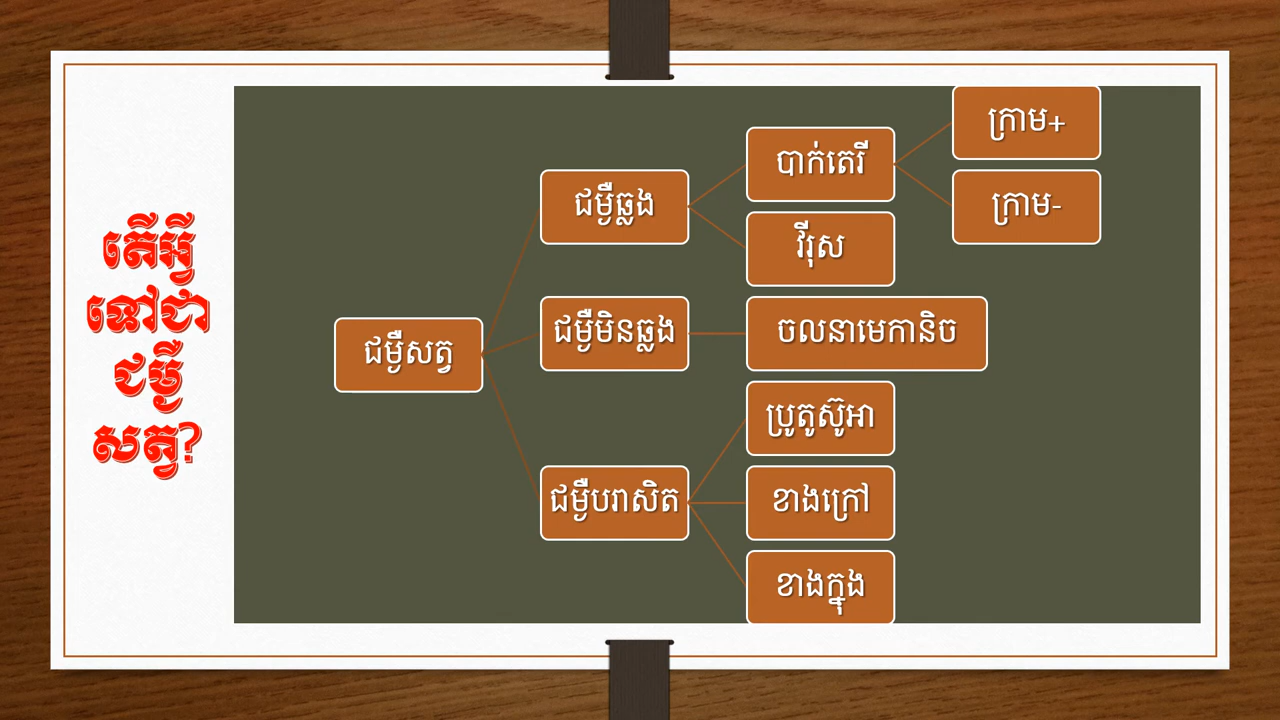 តើអ្វី
ទៅជា
ជម្ងឺ
សត្វ?
ជម្ងឺសត្វ
ជម្ងឺឆ្លង
បាក់តេរី
ក្រាម+
ក្រាម-
វីរុស
ជម្ងឺមិនឆ្លង
ចលនាមេកានិច
ជម្ងឺបរាសិត
ប្រូតូស៊ូអា
ខាងក្រៅ
ខាងក្នុង